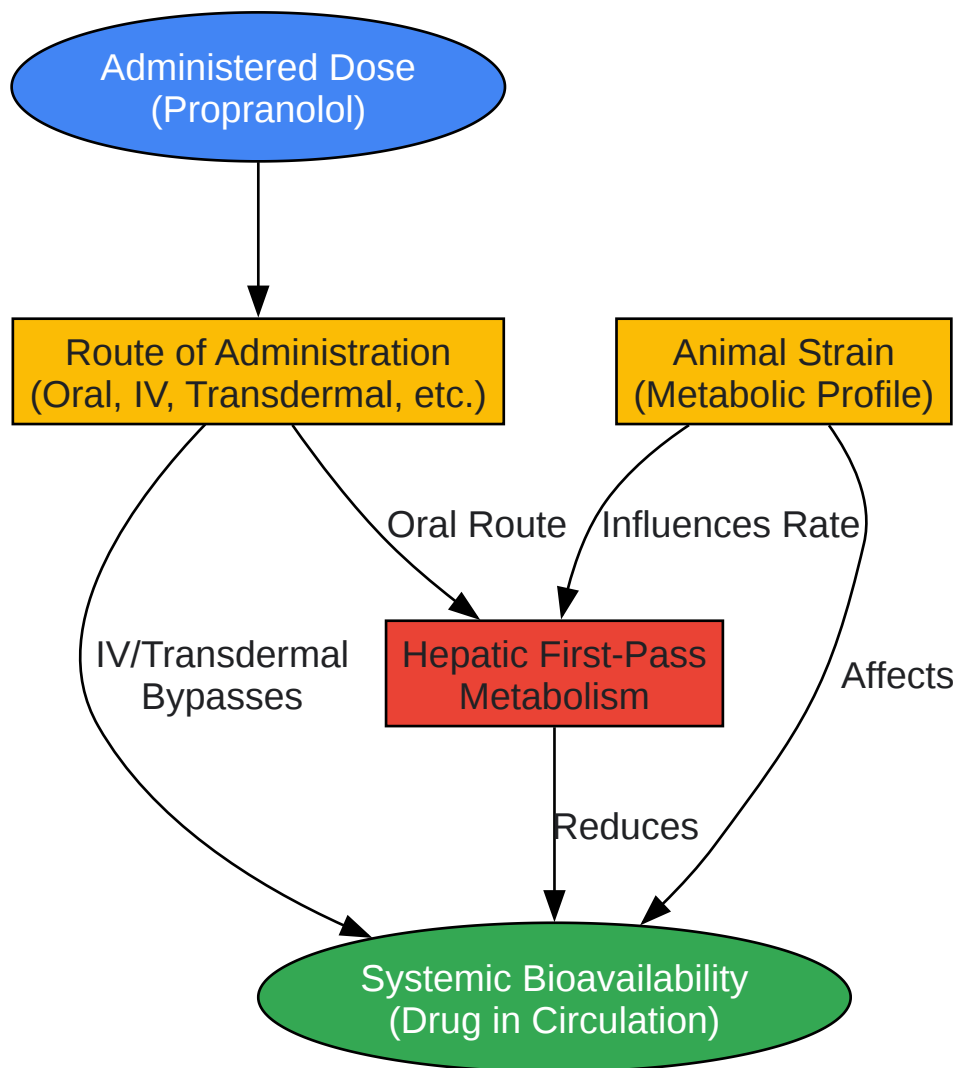 Administered Dose
(Propranolol)
Route of Administration
(Oral, IV, Transdermal, etc.)
Animal Strain
(Metabolic Profile)
Oral Route
Influences Rate
IV/Transdermal
Bypasses
Hepatic First-Pass
Metabolism
Affects
Reduces
Systemic Bioavailability
(Drug in Circulation)